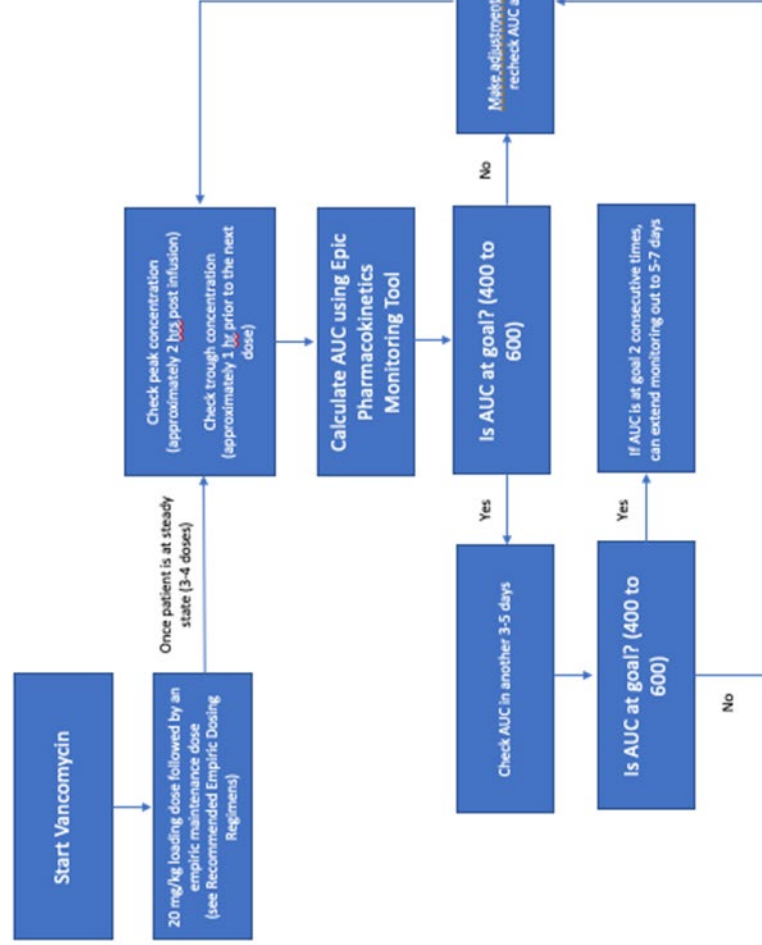 Start Vancomycin
20 mg/kg loading dose followed by an
empiric maintenance dose
(see Recommended Empiric Dosing
Regimens)
Once patient is at steady
state (3-4 doses)
Check peak concentration
(approximately 2 hrs post infusion)
Check trough concentration
(approximately 1 hr prior to the next
dose)
Calculate AUC using Epic
Pharmacokinetics
Monitoring Tool
Is AUC at goal? (400 to
600)
No
Make adjustment
recheck AUC a
Yes
Check AUC in another 3-5 days
Is AUC at goal? (400 to
600)
Yes
If AUC is at goal 2 consecutive times,
can extend monitoring out to 5-7 days
No